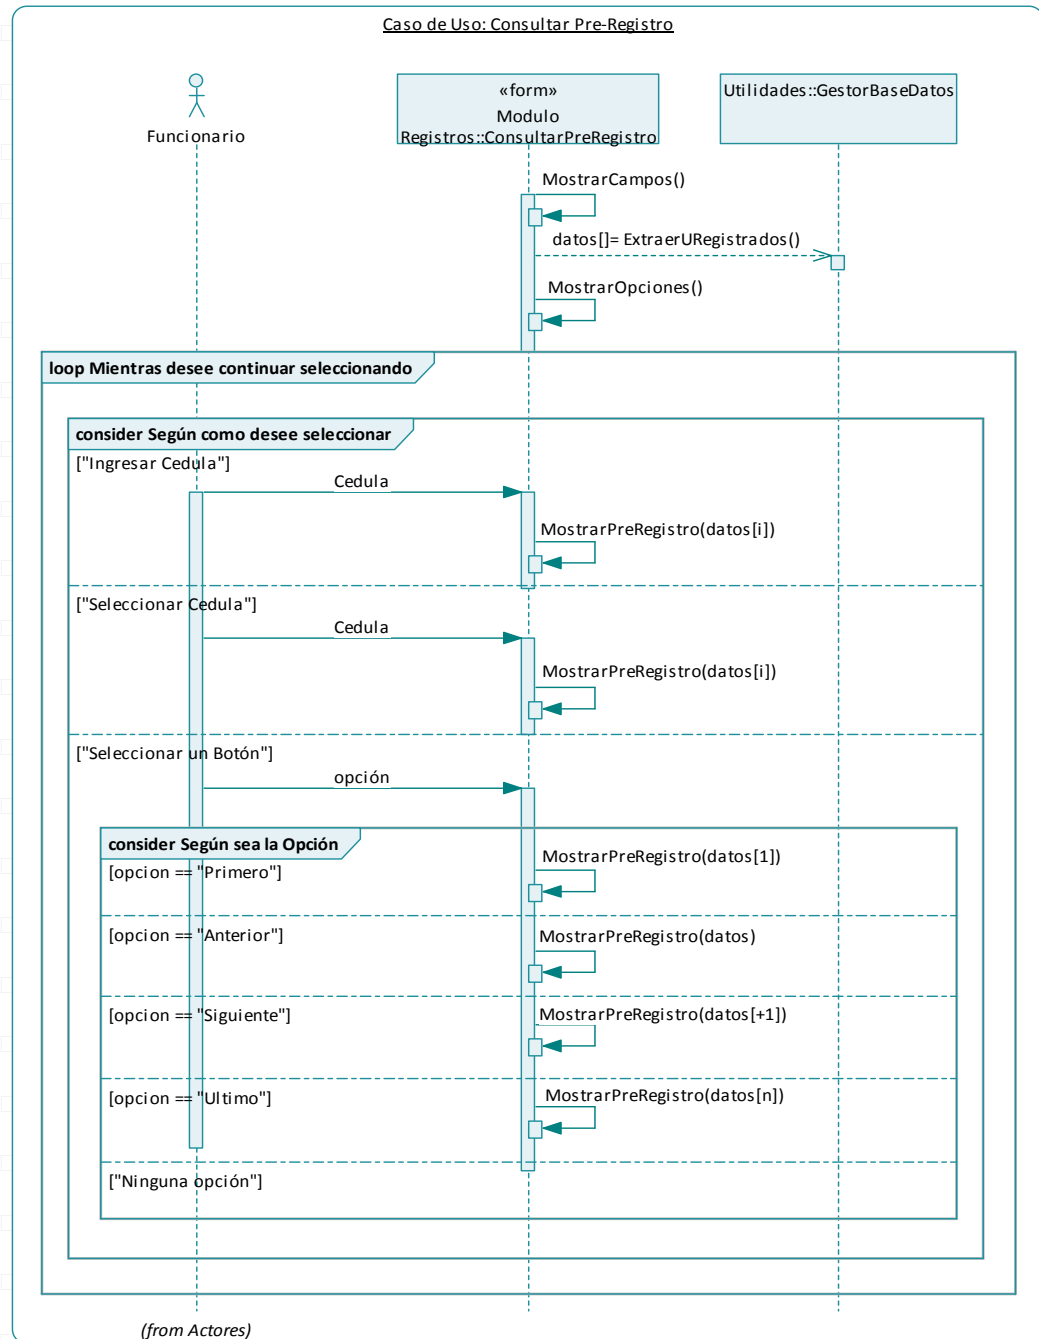 Caso de Uso: Consultar Pre-Registro
Funcionario
«form»
Modulo
Registros::ConsultarPreRegistro
Utilidades::GestorBaseDatos
MostrarCampos()
datos[]= ExtraerURegistrados()
MostrarOpciones()
loop Mientras desee continuar seleccionando
consider Según como desee seleccionar
["Ingresar Cedula"]
Cedula
MostrarPreRegistro(datos[i])
["Seleccionar Cedula"]
Cedula
MostrarPreRegistro(datos[i])
["Seleccionar un Botón"]
opción
consider Según sea la Opción
MostrarPreRegistro(datos[1])
[opcion == "Primero"]
[opcion == "Anterior"]
MostrarPreRegistro(datos)
[opcion == "Siguiente"]
MostrarPreRegistro(datos[+1])
[opcion == "Ultimo"]
MostrarPreRegistro(datos[n])
["Ninguna opción"]
(from Actores)